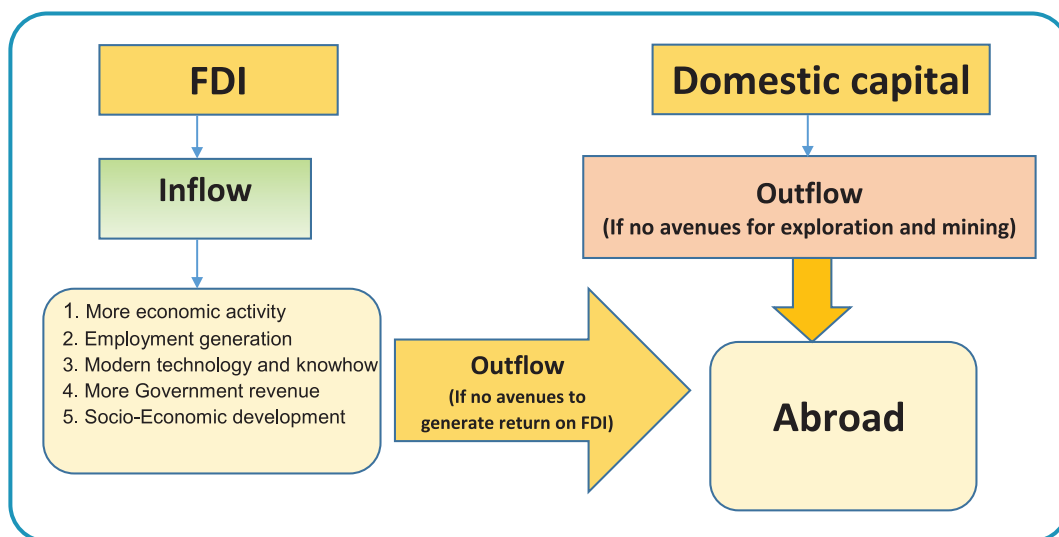 FDI
Inflow
1. More economic activity
2. Employment generation
3. Modern technology and knowhow
4. More Government revenue
5. Socio-Economic development
Outflow
(If no avenues to
generate return on FDI)
Domestic capital
Outflow
(If no avenues for exploration and mining)
Abroad